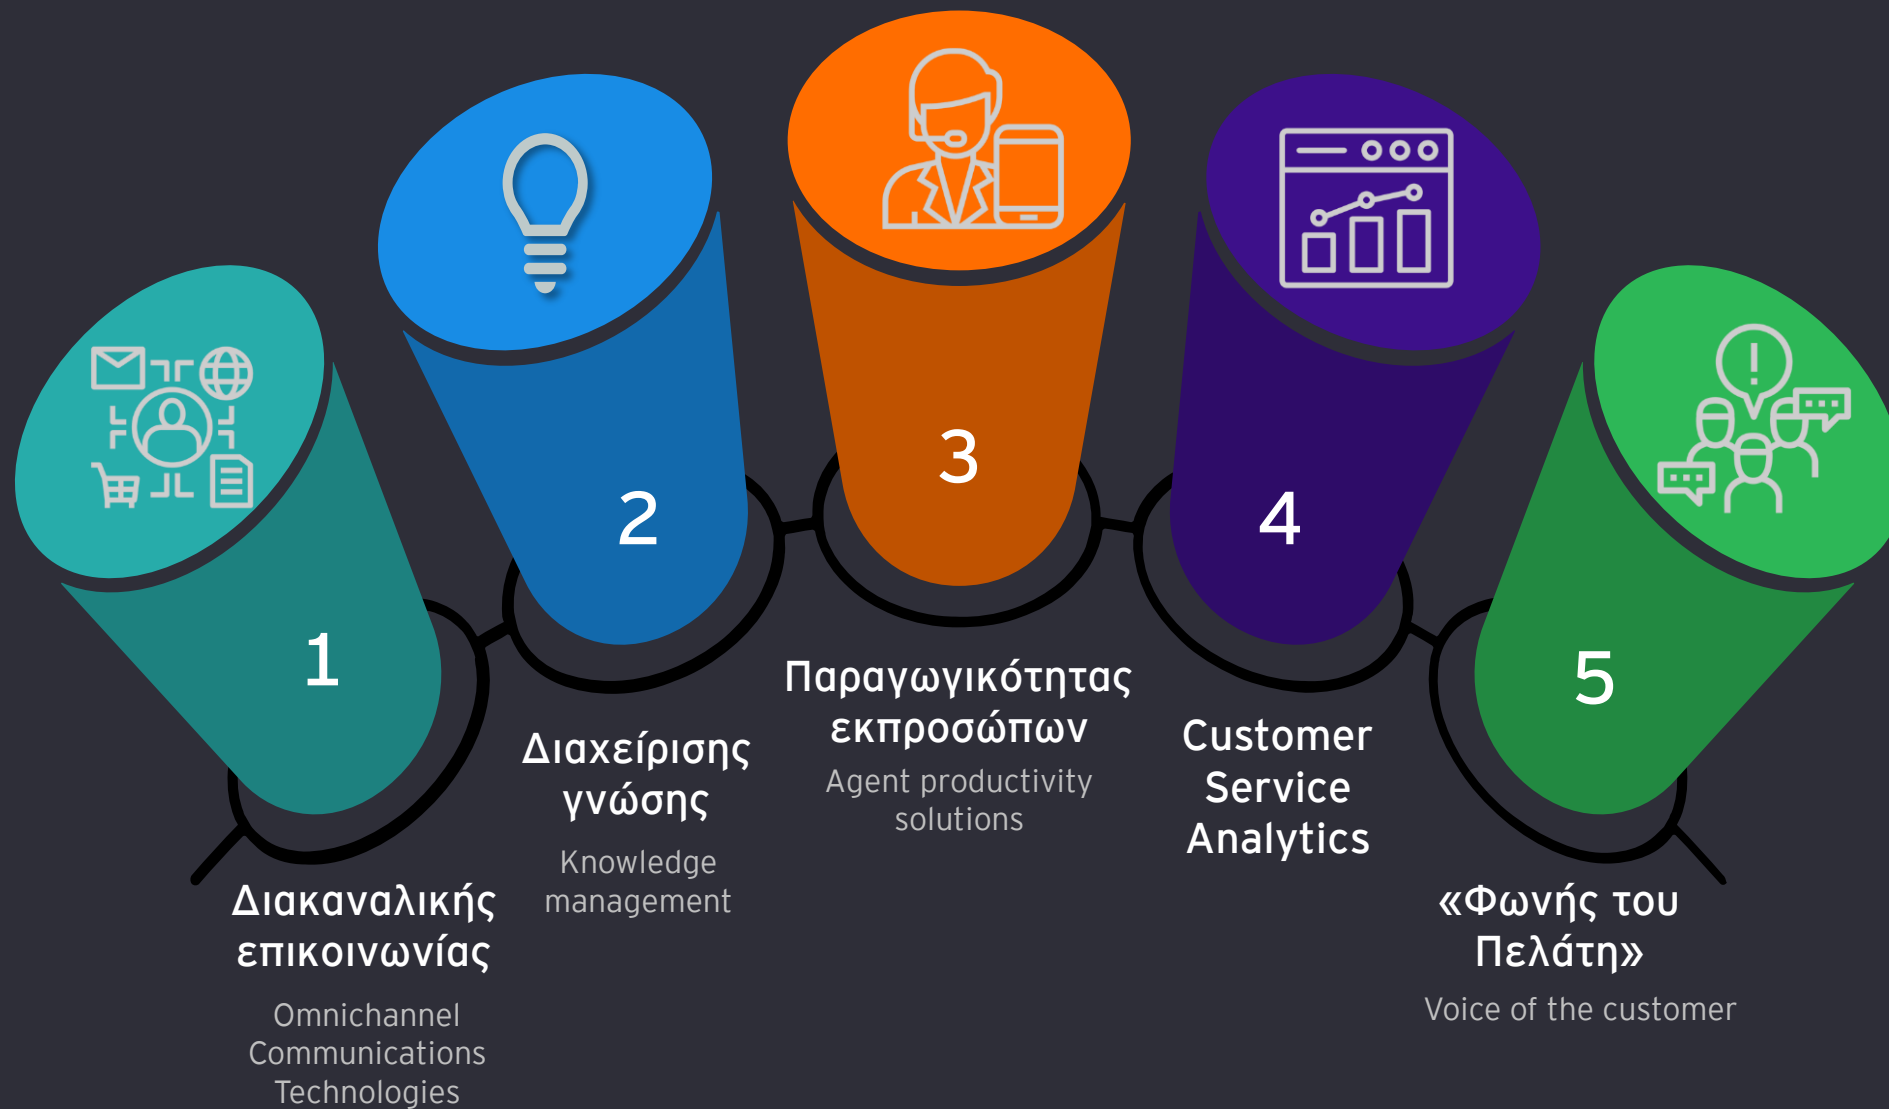 1
Διακαναλικής
επικοινωνίας
Omnichannel
Communications
Technologies
2
Διαχείρισης
γνώσης
Knowledge
management
3
Παραγωγικότητας
εκπροσώπων
Agent productivity
solutions
4
Customer
Service
Analytics
5
«Φωνής του
Πελάτη»
Voice of the customer